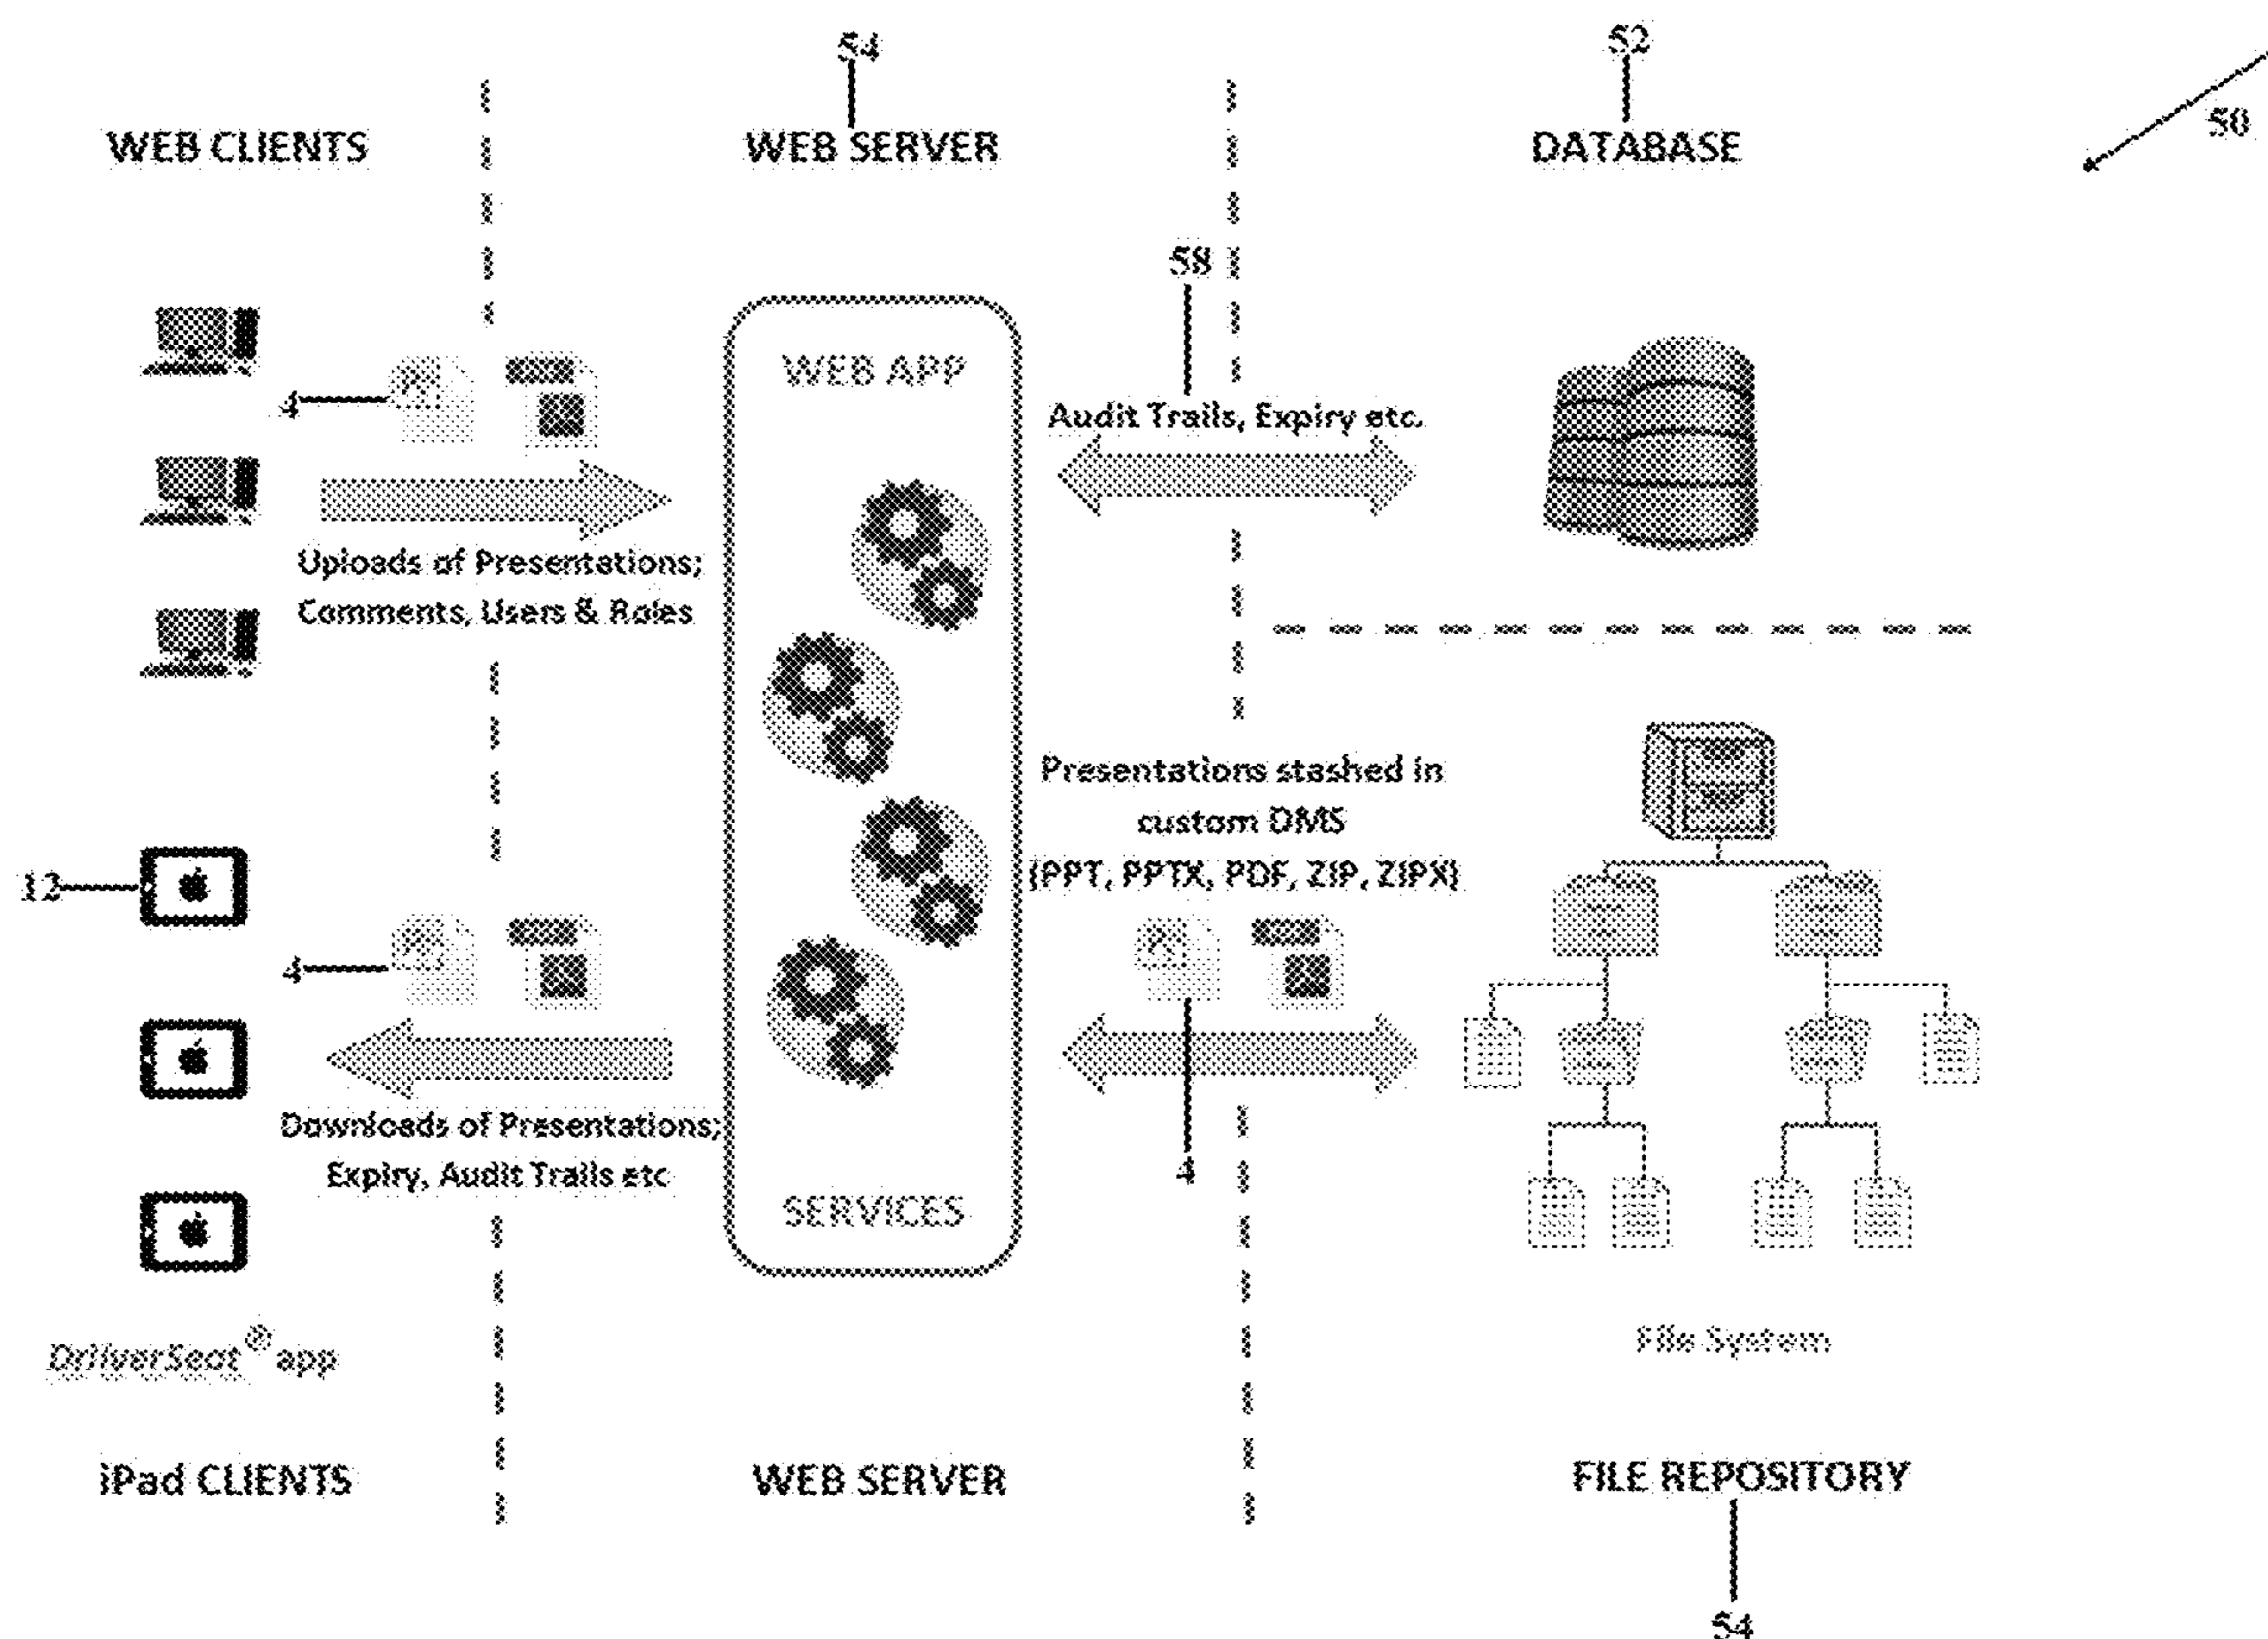 54
52
50
WEB CLIENTS
WEB SERVER
DATABASE
58
WEB APP
4
Audit Trails, Expiry etc.
Uploads of Presentations;
Comments, Users & Roles
Presentations stashed in
custom DMS
(PPT, PPTX, PDF, ZIP, ZIPX)
12
4
4
Downloads of Presentations;
Expiry, Audit Trails etc
SERVICES
File System
DriverSeat® app
iPad CLIENTS
WEB SERVER
FILE REPOSITORY
54